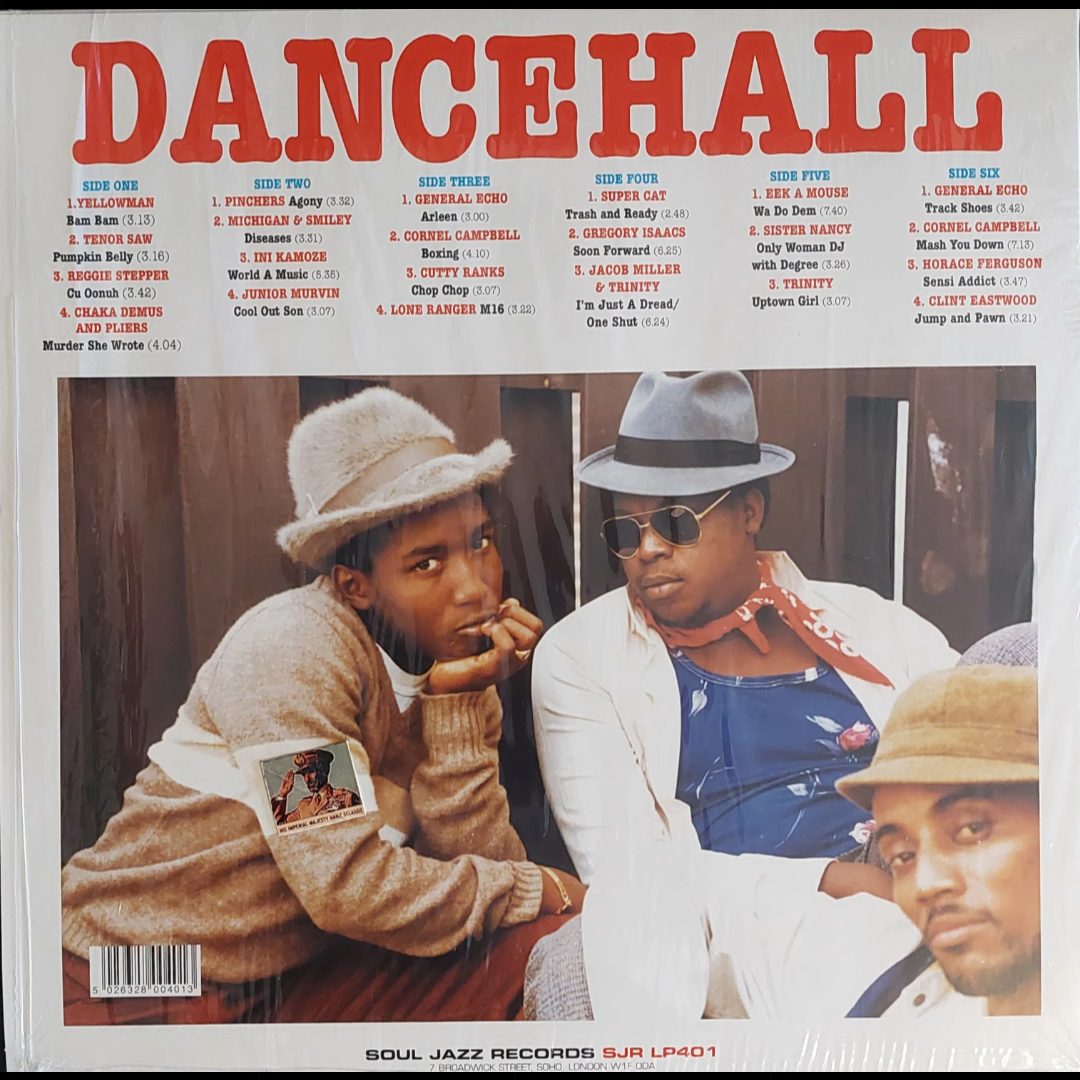 DANCEHALL
SIDE ONE
1.YELLOWMAN
Bam Bam (3.13)
2. TENOR SAW
Pumpkin Belly (3.16)
3. REGGIE STEPPER
Cu Oonuh (3.42)
4. CHAKA DEMUS
AND PLIERS
Murder She Wrote (4.04)
SIDE TWO
1. PINCHERS Agony (3.32)
2. MICHIGAN & SMILEY
Diseases (3.31)
3. INI KAMOZE
World A Music (5.35)
4. JUNIOR MURVIN
Cool Out Son (3.07)
SIDE THREE
1. GENERAL ECHO
Arleen (3.00)
2. CORNEL CAMPBELL
Boxing (4.10)
3. CUTTY RANKS
Chop Chop (3.07)
4. LONE RANGER M16 (3.22)
SIDE FOUR
1. SUPER CAT
Trash and Ready (2.48)
2. GREGORY ISAACS
Soon Forward (6.25)
3. JACOB MILLER
& TRINITY
I'm Just A Dread/
One Shut (6.24)
SIDE FIVE
1. EEK A MOUSE
Wa Do Dem (7.40)
2. SISTER NANCY
Only Woman DJ
with Degree (3.26)
3. TRINITY
Uptown Girl (3.07)
SIDE SIX
1. GENERAL ECHO
Track Shoes (3.42)
2. CORNEL CAMPBELL
Mash You Down (7.13)
3. HORACE FERGUSON
Sensi Addict (3.47)
4. CLINT EASTWOOD
Jump and Pawn (3.21)
HIS IMPERIAL MAJESTY HAILE SELASSIE
5 026328 004013
SOUL JAZZ RECORDS SJR LP401
7 BROADWICK STREET, SOHO, LONDON W1F 0DA